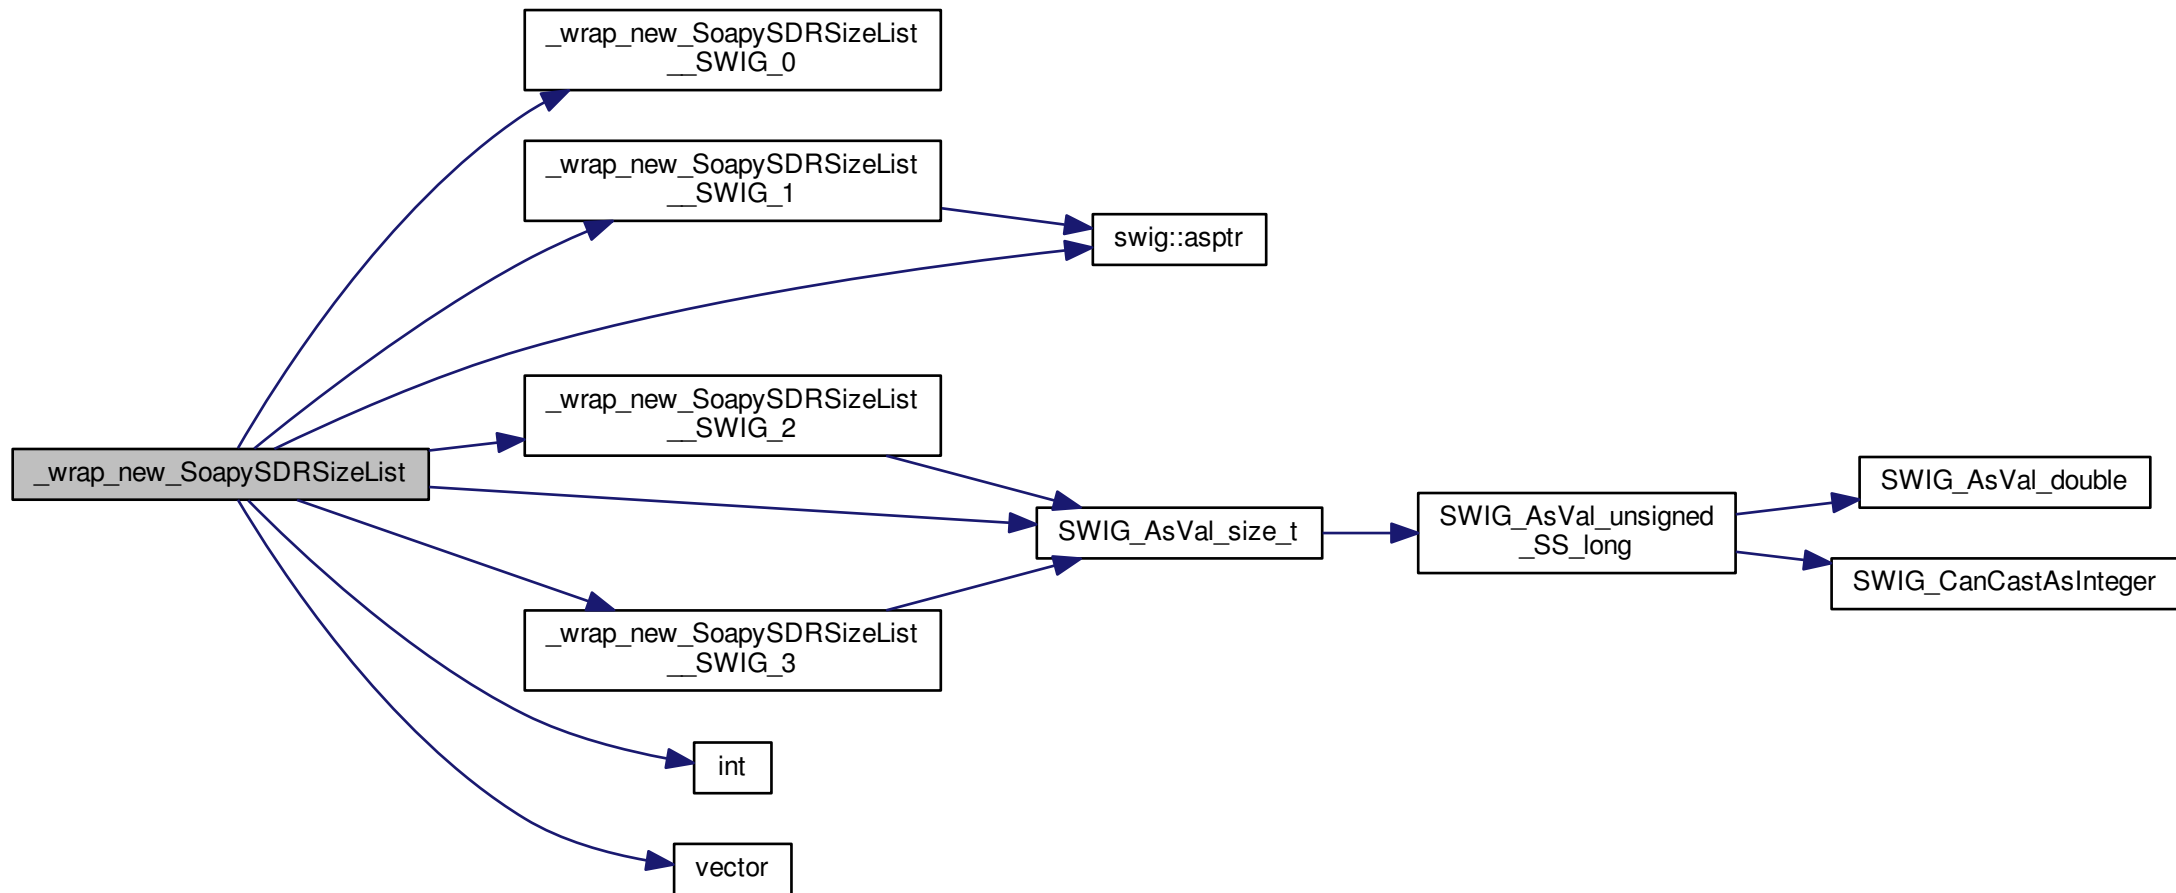 _wrap_new_SoapySDRSizeList
__SWIG_0
_wrap_new_SoapySDRSizeList
__SWIG_1
swig::asptr
_wrap_new_SoapySDRSizeList
__SWIG_2
_wrap_new_SoapySDRSizeList
SWIG_AsVal_double
SWIG_AsVal_unsigned
_SS_long
SWIG_AsVal_size_t
SWIG_CanCastAsInteger
_wrap_new_SoapySDRSizeList
__SWIG_3
int
vector